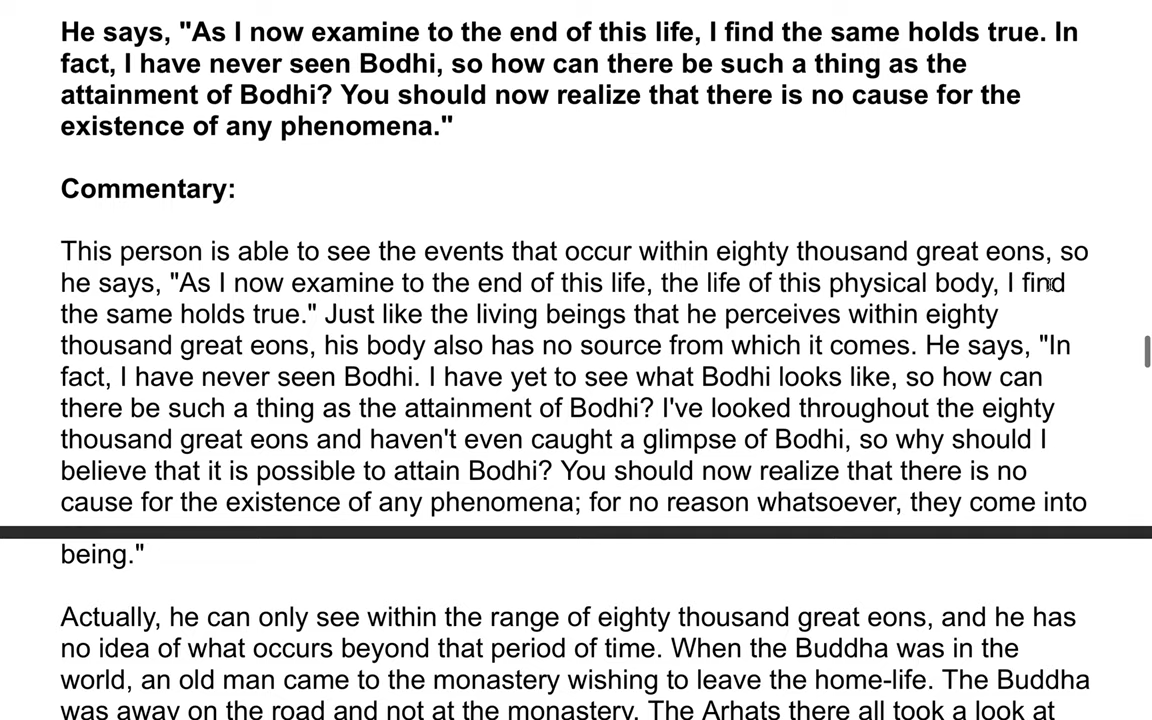 He says, "As I now examine to the end of this life, I find the same holds true. In
fact, I have never seen Bodhi, so how can there be such a thing as the
attainment of Bodhi? You should now realize that there is no cause for the
existence of any phenomena."
Commentary:
This person is able to see the events that occur within eighty thousand great eons, so
he says, "As I now examine to the end of this life, the life of this physical body, I find
the same holds true." Just like the living beings that he perceives within eighty
thousand great eons, his body also has no source from which it comes. He says, "In
fact, I have never seen Bodhi. I have yet to see what Bodhi looks like, so how can
there be such a thing as the attainment of Bodhi? I've looked throughout the eighty
thousand great eons and haven't even caught a glimpse of Bodhi, so why should I
believe that it is possible to attain Bodhi? You should now realize that there is no
cause for the existence of any phenomena; for no reason whatsoever, they come into
being."
Actually, he can only see within the range of eighty thousand great eons, and he has
no idea of what occurs beyond that period of time. When the Buddha was in the
world, an old man came to the monastery wishing to leave the home-life. The Buddha
was away on the road and not at the monastery. The Arhats there all took a look at